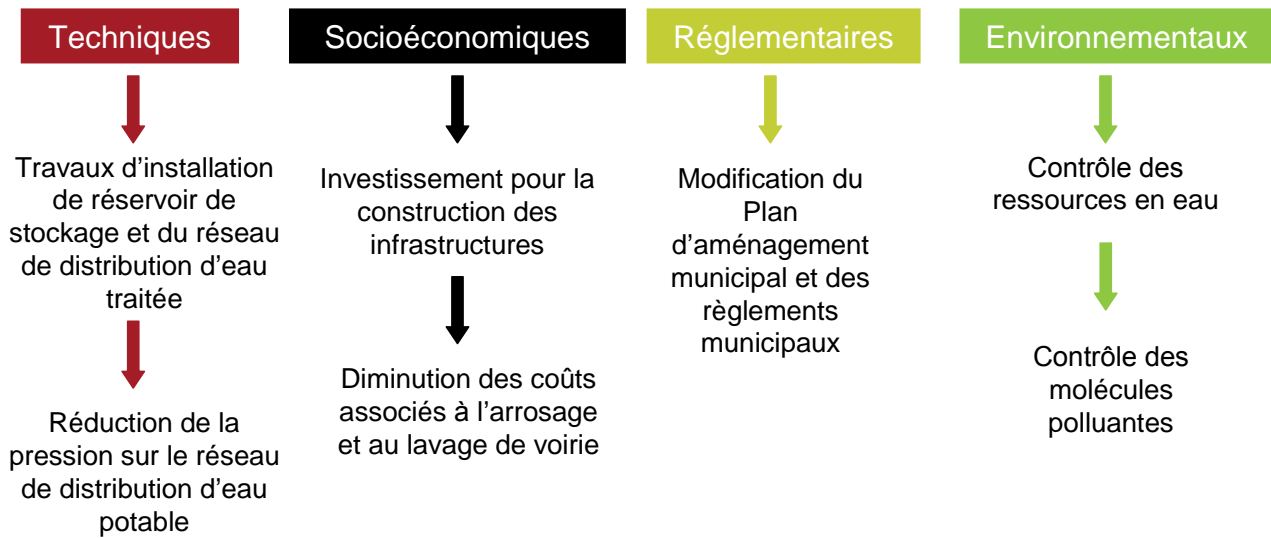 Techniques
Travaux d'installation
de réservoir de
stockage et du réseau
de distribution d'eau
traitée
Réduction de la
pression sur le réseau
de distribution d'eau
potable
Socioéconomiques
Investissement pour la
construction des
infrastructures
Diminution des coûts
associés à l'arrosage
et au lavage de voirie
Réglementaires
Modification du
Plan
d'aménagement
municipal et des
règlements
municipaux
Environnementaux
Contrôle des
ressources en eau
Contrôle des
molécules
polluantes